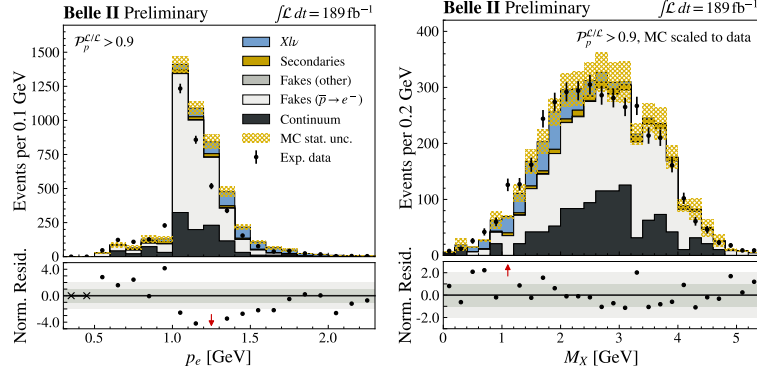 Belle II Preliminary ∫ℒ dt = 189 fb⁻¹
𝒫ₚ^ℒ/ℒ > 0.9
Xlν
Secondaries
Fakes (other)
Fakes (p̅ → e⁻)
Continuum
MC stat. unc.
Exp. data
Events per 0.1 GeV
1500
1250
1000
750
500
250
0
Norm. Resid.
4.0
0.0
-4.0
0.5 1.0 1.5 2.0
pₑ [GeV]
Belle II Preliminary ∫ℒ dt = 189 fb⁻¹
𝒫ₚ^ℒ/ℒ > 0.9, MC scaled to data
Events per 0.2 GeV
400
300
200
100
0
Norm. Resid.
2.0
0.0
-2.0
0 1 2 3 4 5
M_X [GeV]